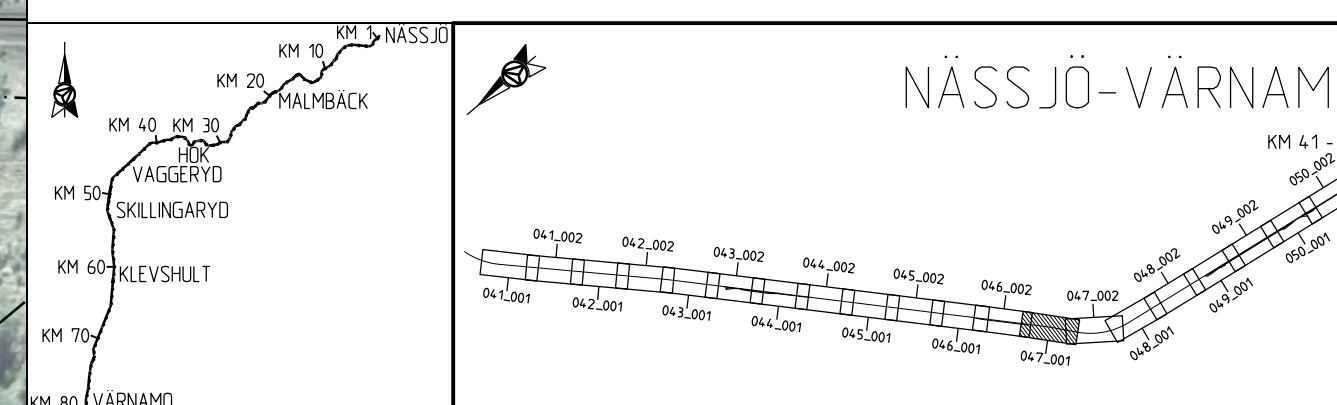 KM 1 NÄSSJÖ
KM 10
KM 20
MALMBÄCK
KM 40 KM 30
HOK
VAGGERYD
KM 50
SKILLINGARYD
KM 60 KLEVSHULT
KM 70
KM 80 VÄRNAMO
NÄSSJÖ-VÄRNAM
KM 41 -
041_002
042_002
043_002
044_002
045_002
046_002
047_002
048_002
049_002
050_002
041_001
042_001
043_001
044_001
045_001
046_001
047_001
048_001
049_001
050_001